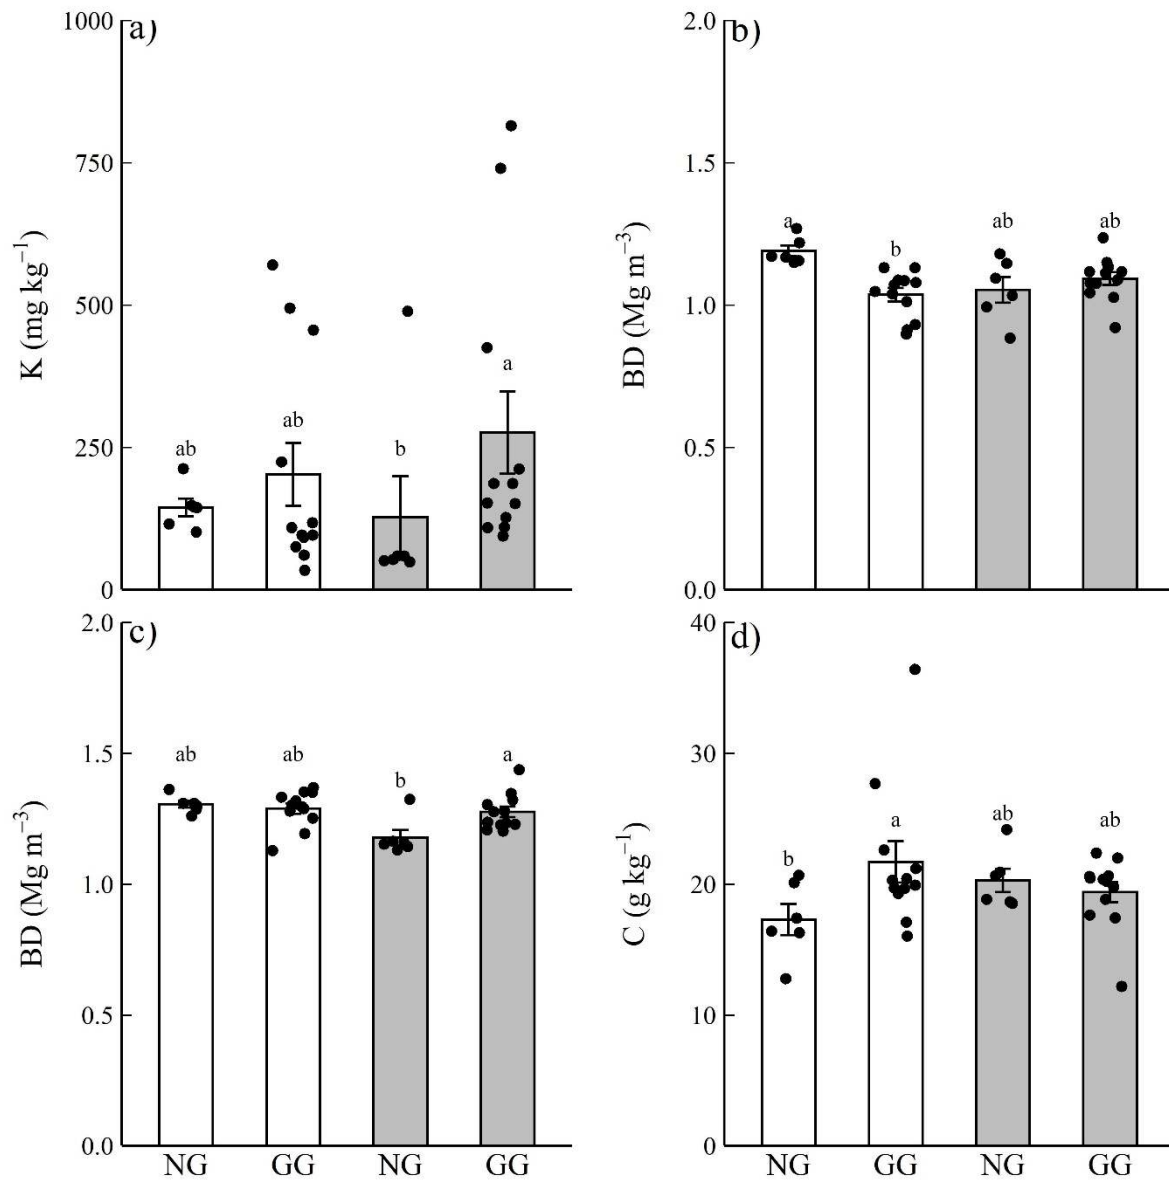 a)
1000
750
500
250
0
K (mg kg⁻¹)
ab
ab
b
a
b)
2.0
1.5
1.0
0.5
0.0
BD (Mg m⁻³)
a
b
ab
ab
c)
2.0
1.5
1.0
0.5
0.0
BD (Mg m⁻³)
ab
ab
b
a
NG GG NG GG
d)
40
30
20
10
0
C (g kg⁻¹)
b
a
ab
ab
NG GG NG GG